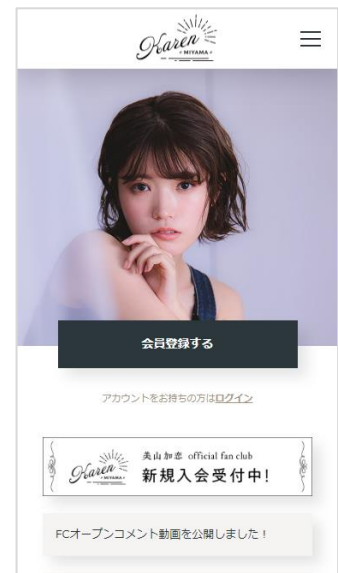 Karen
MIYAMA
会員登録する
アカウントをお持ちの方はログイン
Karen
MIYAMA
美山加恋 official fan club
新規入会受付中!
FCオープンコメント動画を公開しました！